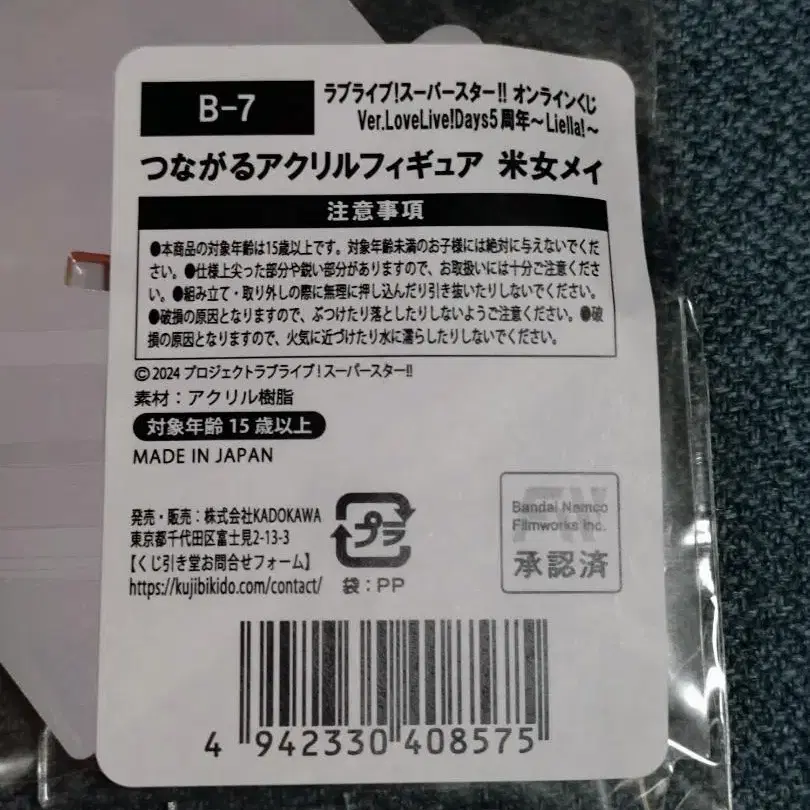 B-7
ラブライブ!スーパースター!! オンラインくじ
Ver.LoveLive!Days5周年～Liella!～
つながるアクリルフィギュア 米女メイ
注意事項
●本商品の対象年齢は15歳以上です。対象年齢未満のお子様には絶対に与えないでくだ
さい。●仕様上尖った部分や鋭い部分がありますので、お取扱いには十分ご注意くださ
い。●組み立て・取り外しの際に無理に押し込んだり引き抜いたりしないでください。
●破損の原因となりますので、ぶつけたり落としたりしないようご注意ください。●破
損の原因となりますので、火気に近づけたり水に濡らしたりしないでください。
© 2024 プロジェクトラブライブ!スーパースター!!
素材：アクリル樹脂
対象年齢 15 歳以上
MADE IN JAPAN
発売・販売：株式会社KADOKAWA
東京都千代田区富士見2-13-3
【くじ引き堂お問合せフォーム】
https://kujibikido.com/contact/
プラ
袋：PP
Bandai Namco
Filmworks Inc.
承認済
4 942330 408575